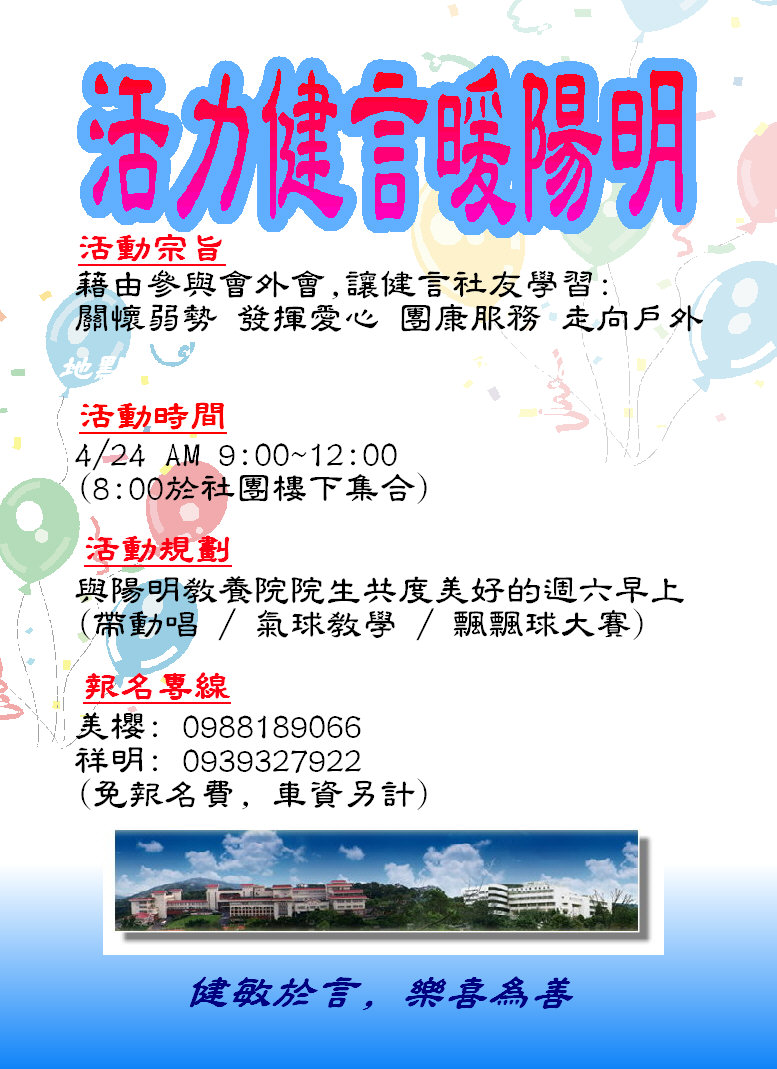 活力健言暖陽明
活動宗旨
藉由參與會外會,讓健言社友學習:
關懷弱勢 發揮愛心 團康服務 走向戶外
活動時間
4/24 AM 9:00~12:00
(8:00於社團樓下集合)
活動規劃
與陽明教養院院生共度美好的週六早上
(帶動唱 / 氣球教學 / 飄飄球大賽)
報名專線
美櫻: 0988189066
祥明: 0939327922
(免報名費, 車資另計)
健敏於言, 樂喜為善